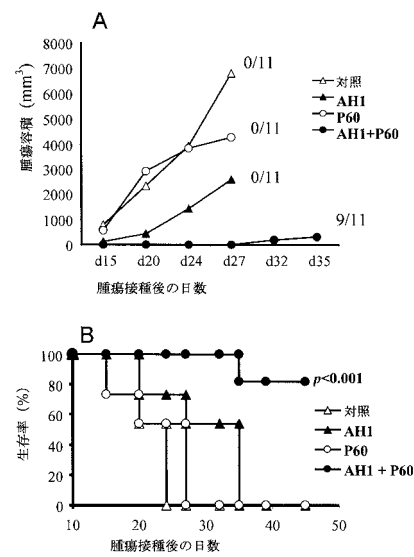 A
8000
7000
6000
5000
4000
3000
2000
1000
0
腫瘍容積 (mm³)
0/11
0/11
0/11
9/11
対照
AH1
P60
AH1+P60
d15 d20 d24 d27 d32 d35
腫瘍接種後の日数
B
100
80
60
40
20
0
生存率 (%)
p<0.001
対照
AH1
P60
AH1 + P60
10 20 30 40 50
腫瘍接種後の日数